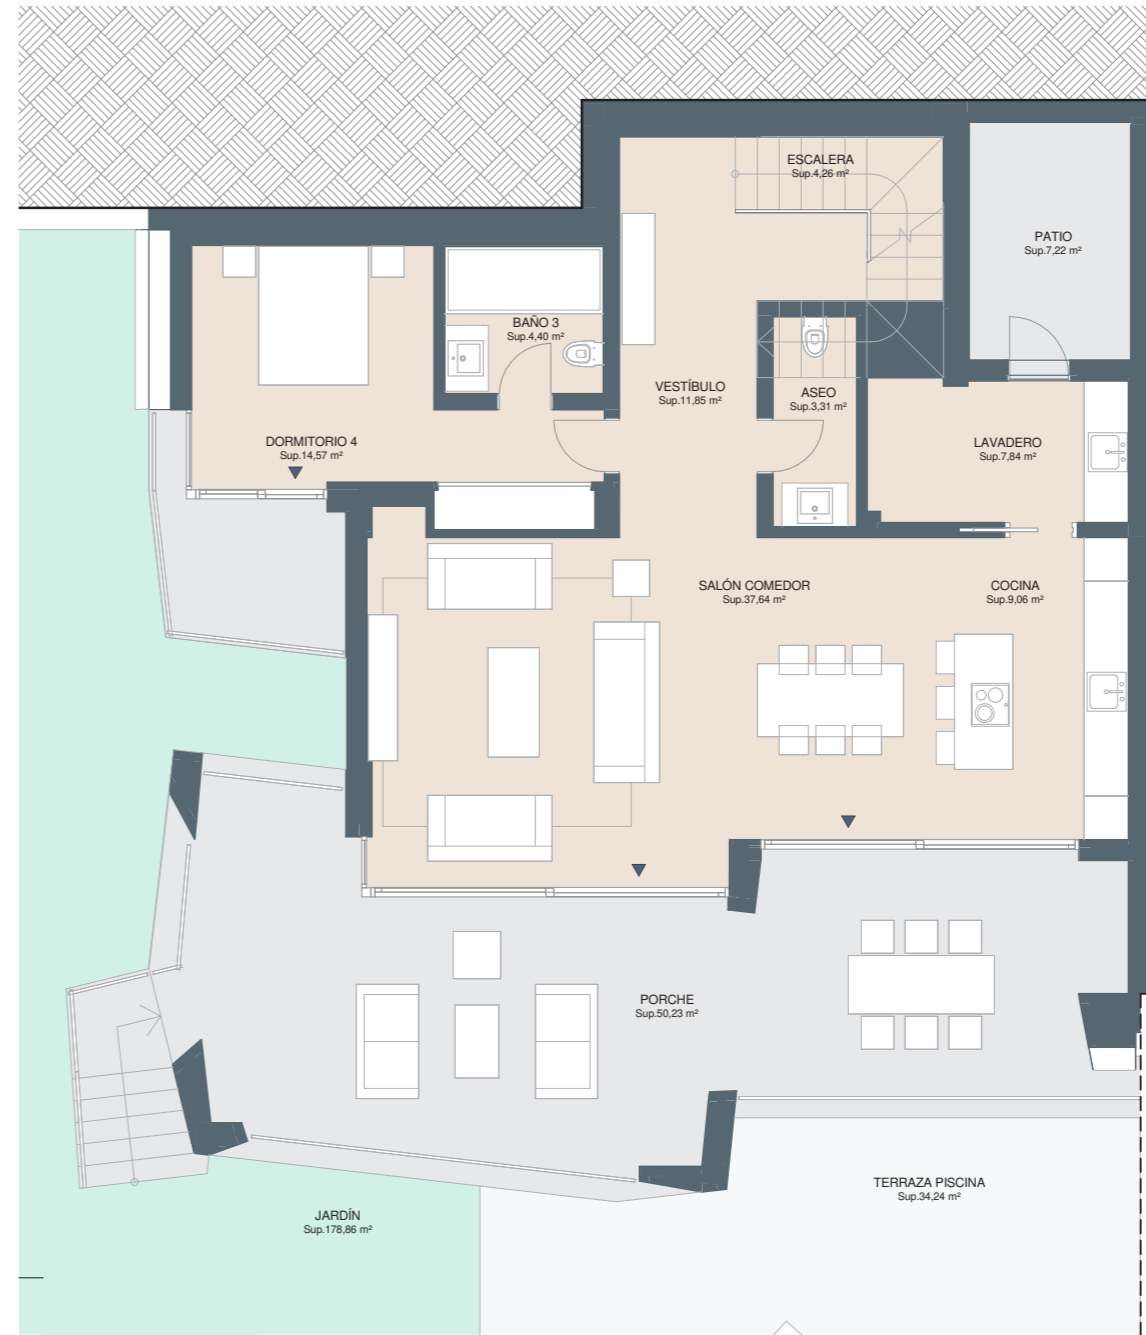 ESCALERA
Sup.4,26 m²
PATIO
Sup.7,22 m²
BAÑO 3
Sup.4,40 m²
VESTÍBULO
Sup.11,85 m²
ASEO
Sup.3,31 m²
DORMITORIO 4
Sup.14,57 m²
LAVADERO
Sup.7,84 m²
SALÓN COMEDOR
Sup.37,64 m²
COCINA
Sup.9,06 m²
PORCHE
Sup.50,23 m²
TERRAZA PISCINA
Sup.34,24 m²
JARDÍN
Sup.178,86 m²